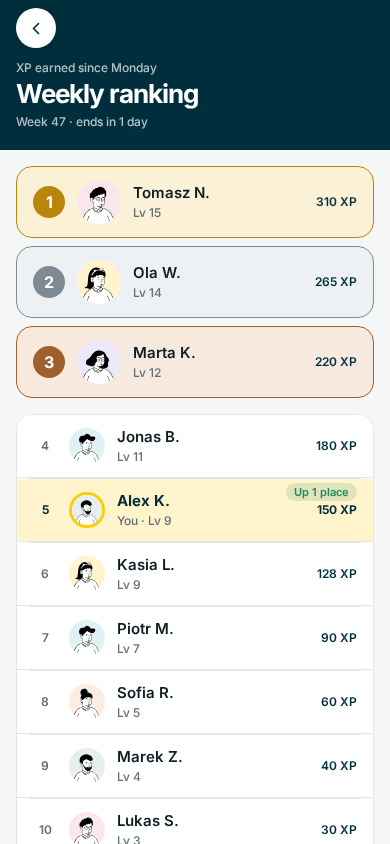 XP earned since Monday
Weekly ranking
Week 47 · ends in 1 day
1
Tomasz N.
Lv 15
310 XP
2
Ola W.
Lv 14
265 XP
3
Marta K.
Lv 12
220 XP
4
Jonas B.
Lv 11
180 XP
5
Alex K.
You · Lv 9
Up 1 place
150 XP
6
Kasia L.
Lv 9
128 XP
7
Piotr M.
Lv 7
90 XP
8
Sofia R.
Lv 5
60 XP
9
Marek Z.
Lv 4
40 XP
10
Lukas S.
Lv 3
30 XP